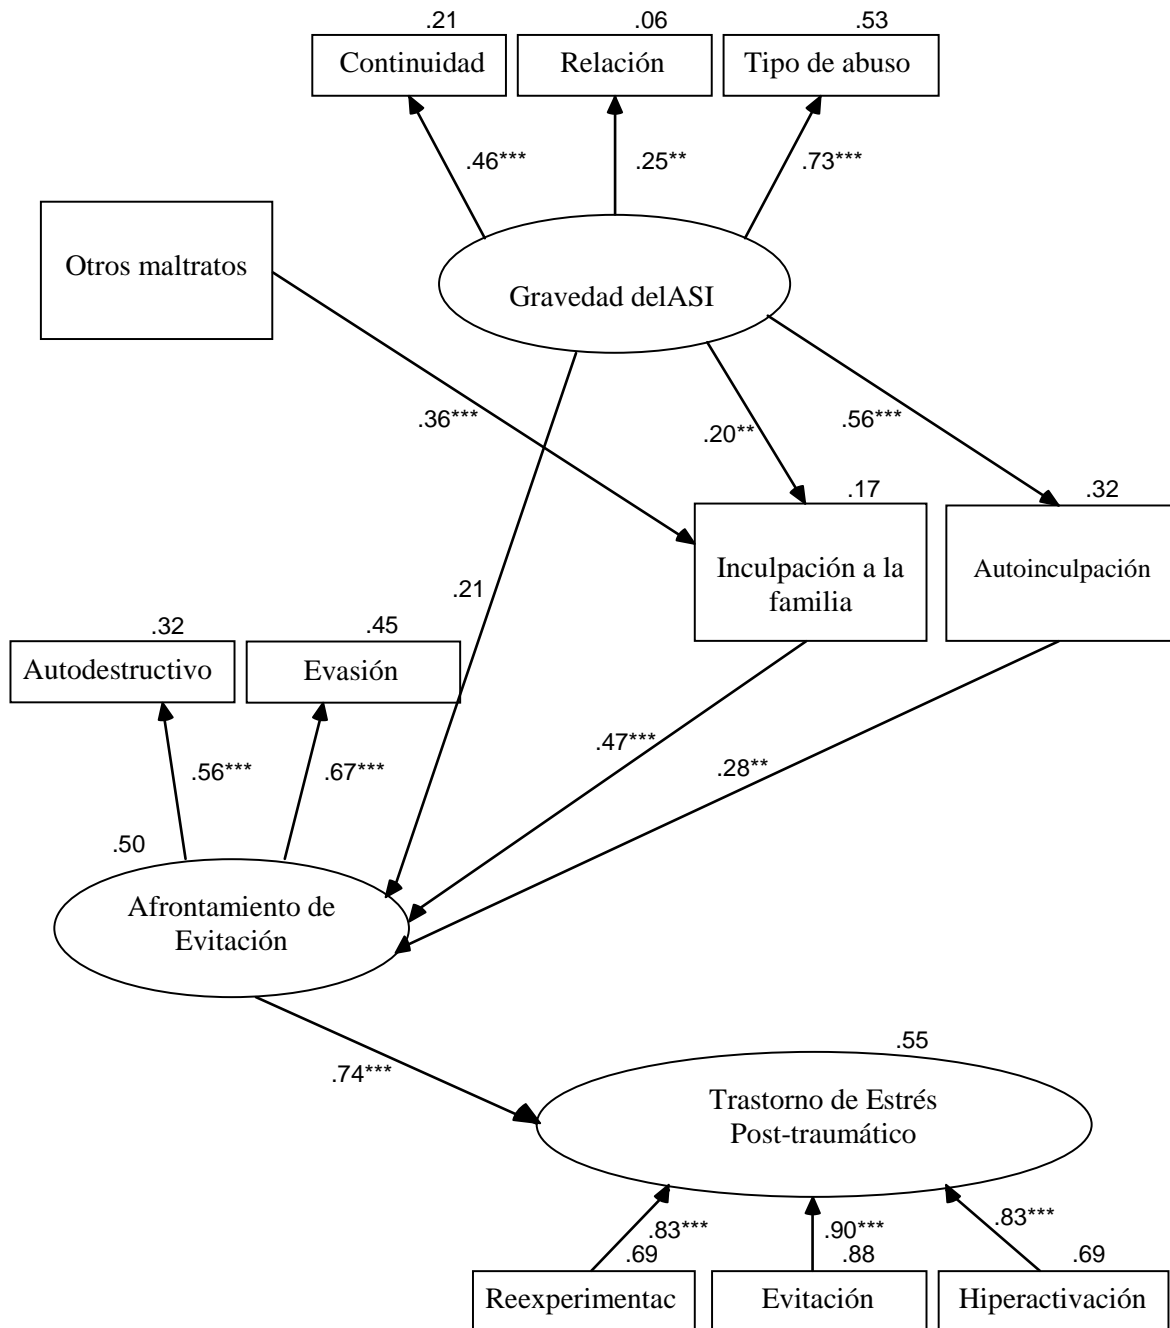 .21
.06
.53
Continuidad
Relación
Tipo de abuso
.46***
.25**
.73***
Otros maltratos
Gravedad delASI
.36***
.20**
.56***
.17
.32
.21
Inculpación a la
familia
Autoinculpación
.32
.45
Autodestructivo
Evasión
.56***
.67***
.47***
.28**
.50
Afrontamiento de
Evitación
.74***
.55
Trastorno de Estrés
Post-traumático
.83***
.90***
.83***
.69
.88
.69
Reexperimentac
Evitación
Hiperactivación